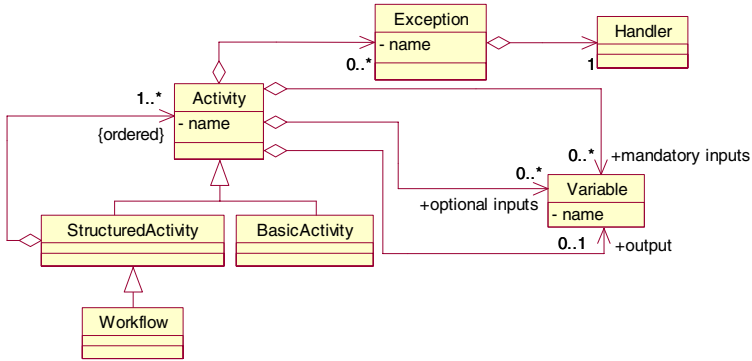 Exception
- name
Handler
0..*
1
1..*
Activity
- name
{ordered}
0..*
+mandatory inputs
0..*
+optional inputs
Variable
- name
StructuredActivity
BasicActivity
0..1
+output
Workflow